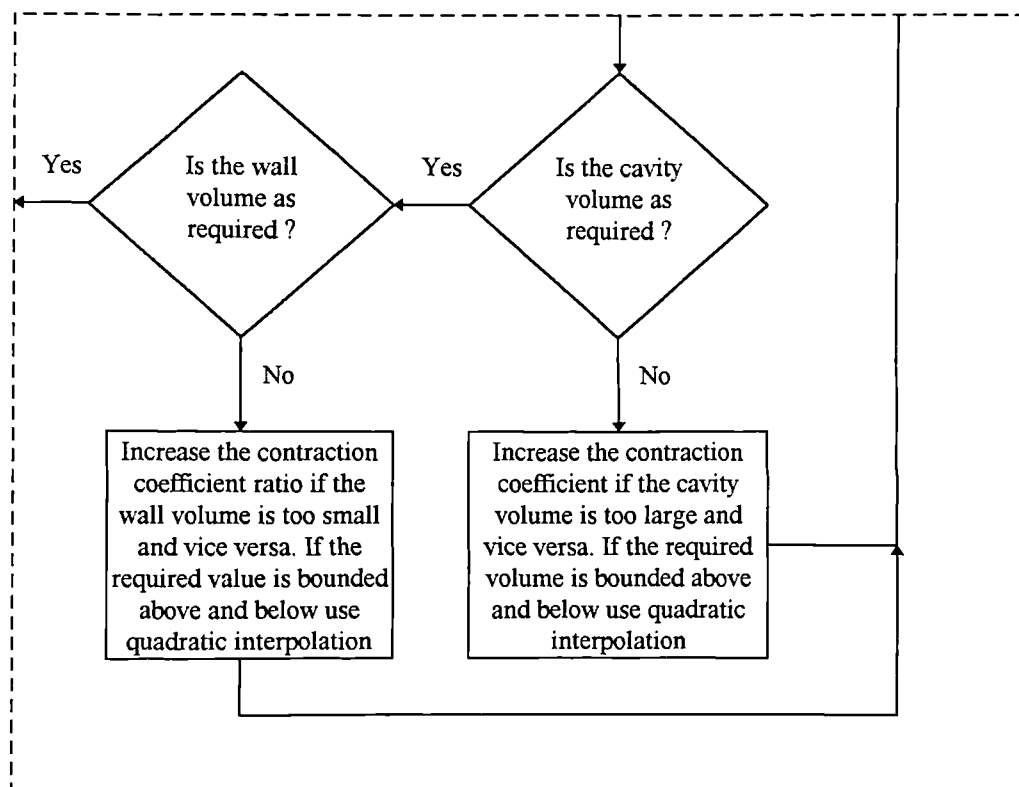 Yes
Is the wall
volume as
required ?
Yes
Is the cavity
volume as
required ?
No
No
Increase the contraction
coefficient ratio if the
wall volume is too small
and vice versa. If the
required value is bounded
above and below use
quadratic interpolation
Increase the contraction
coefficient if the cavity
volume is too large and
vice versa. If the required
volume is bounded above
and below use quadratic
interpolation